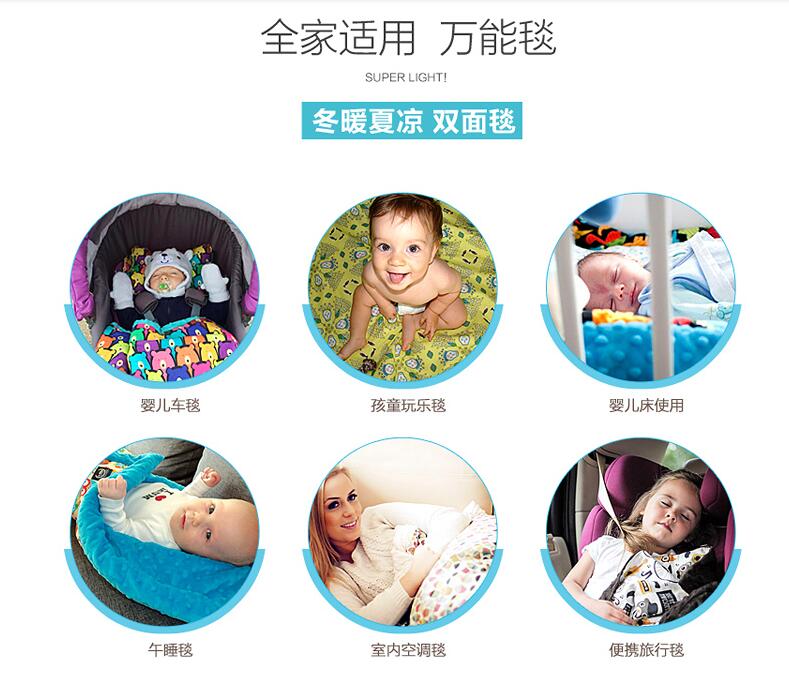 全家适用 万能毯
SUPER LIGHT!
冬暖夏凉 双面毯
婴儿车毯
孩童玩乐毯
婴儿床使用
午睡毯
室内空调毯
便携旅行毯